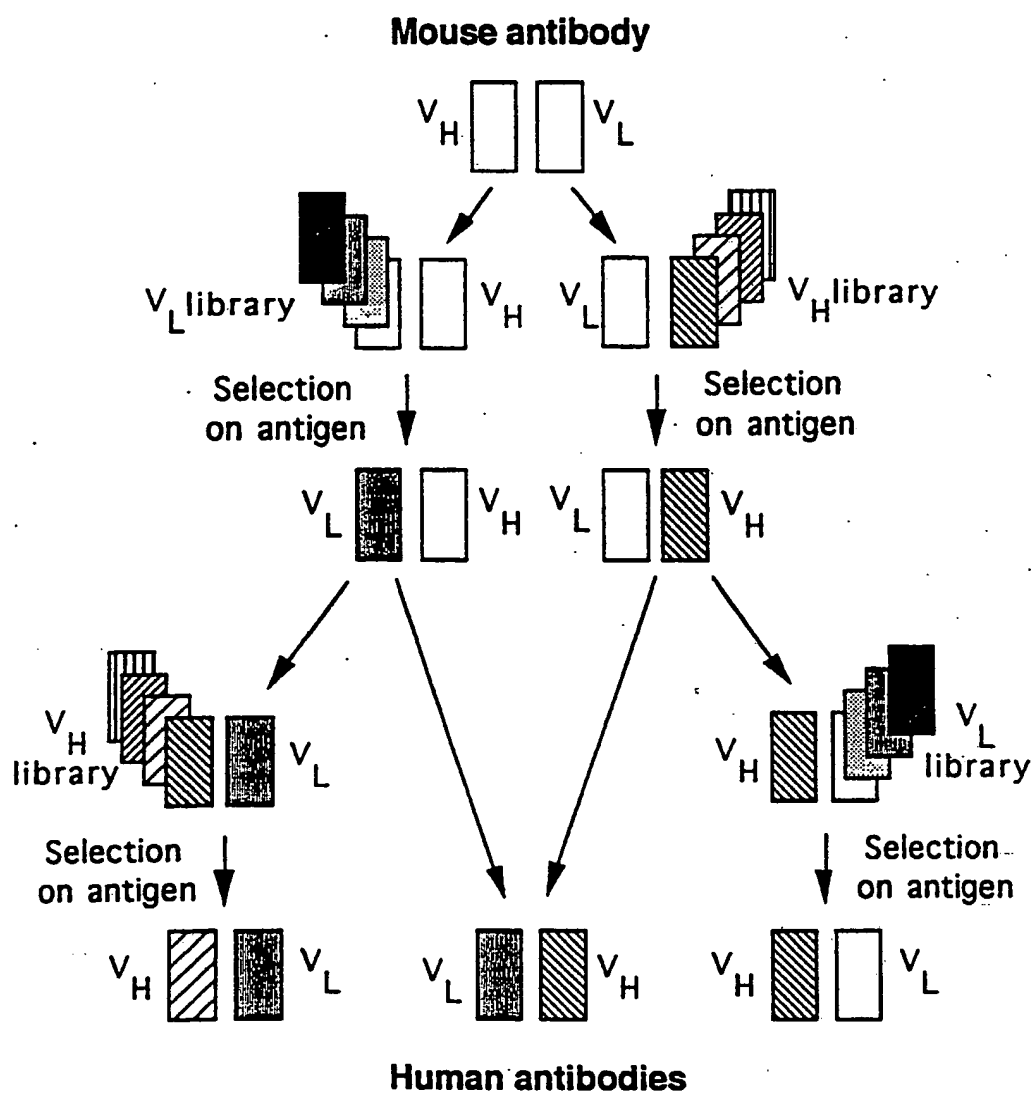 Mouse antibody
VH
VL
VL library
VH
VL
VH library
Selection
on antigen
Selection
on antigen
VL
VH
VL
VH
VH
library
VL
VH
VL
library
Selection
on antigen
Selection
on antigen
VH
VL
VL
VH
VH
VL
Human antibodies